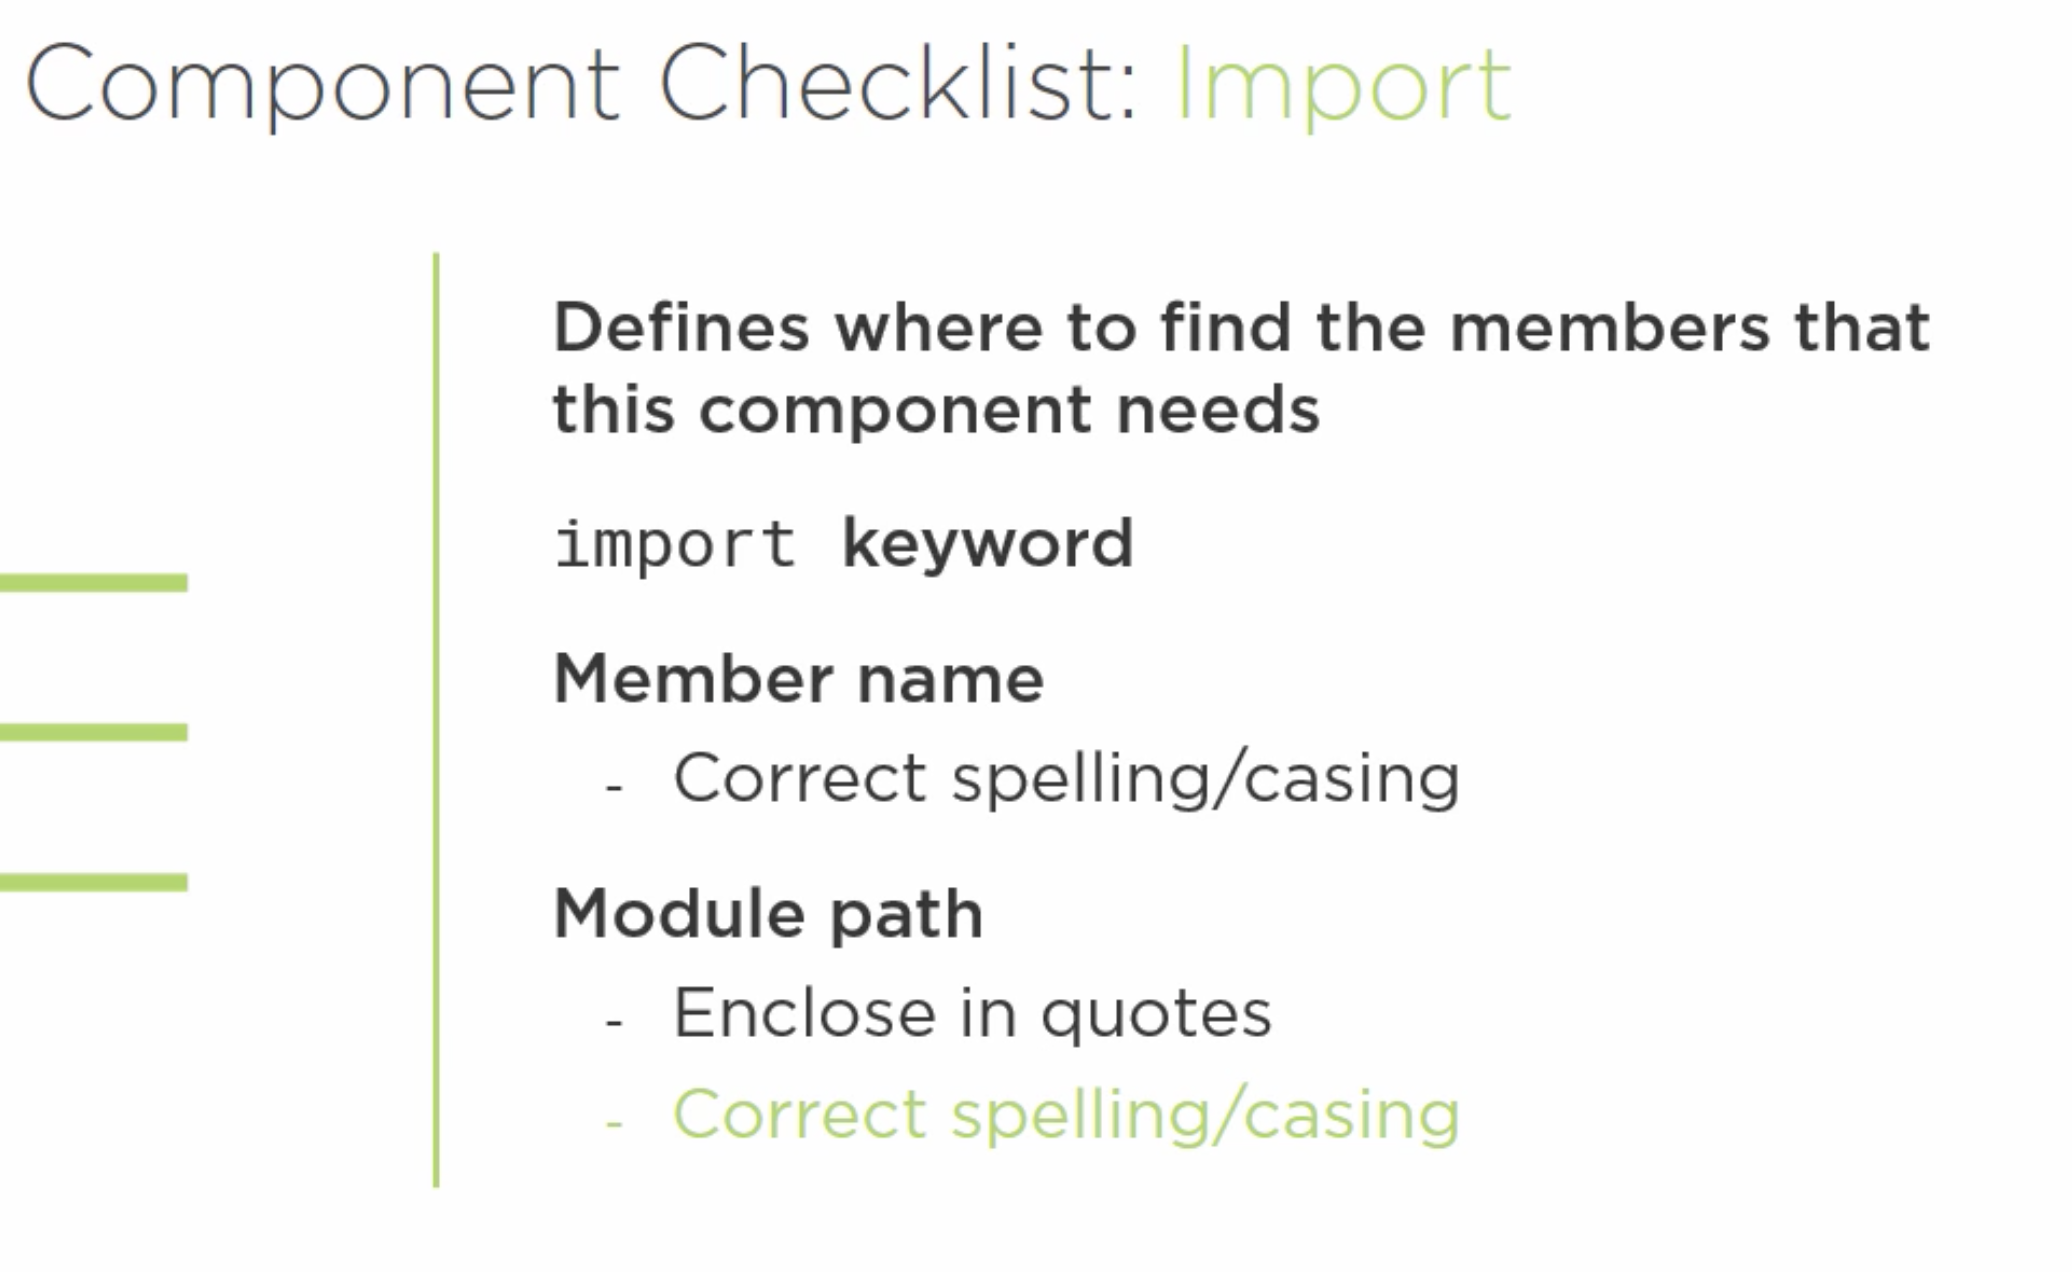 Component Checklist: Import
Defines where to find the members that
this component needs
import keyword
Member name
- Correct spelling/casing
Module path
- Enclose in quotes
- Correct spelling/casing